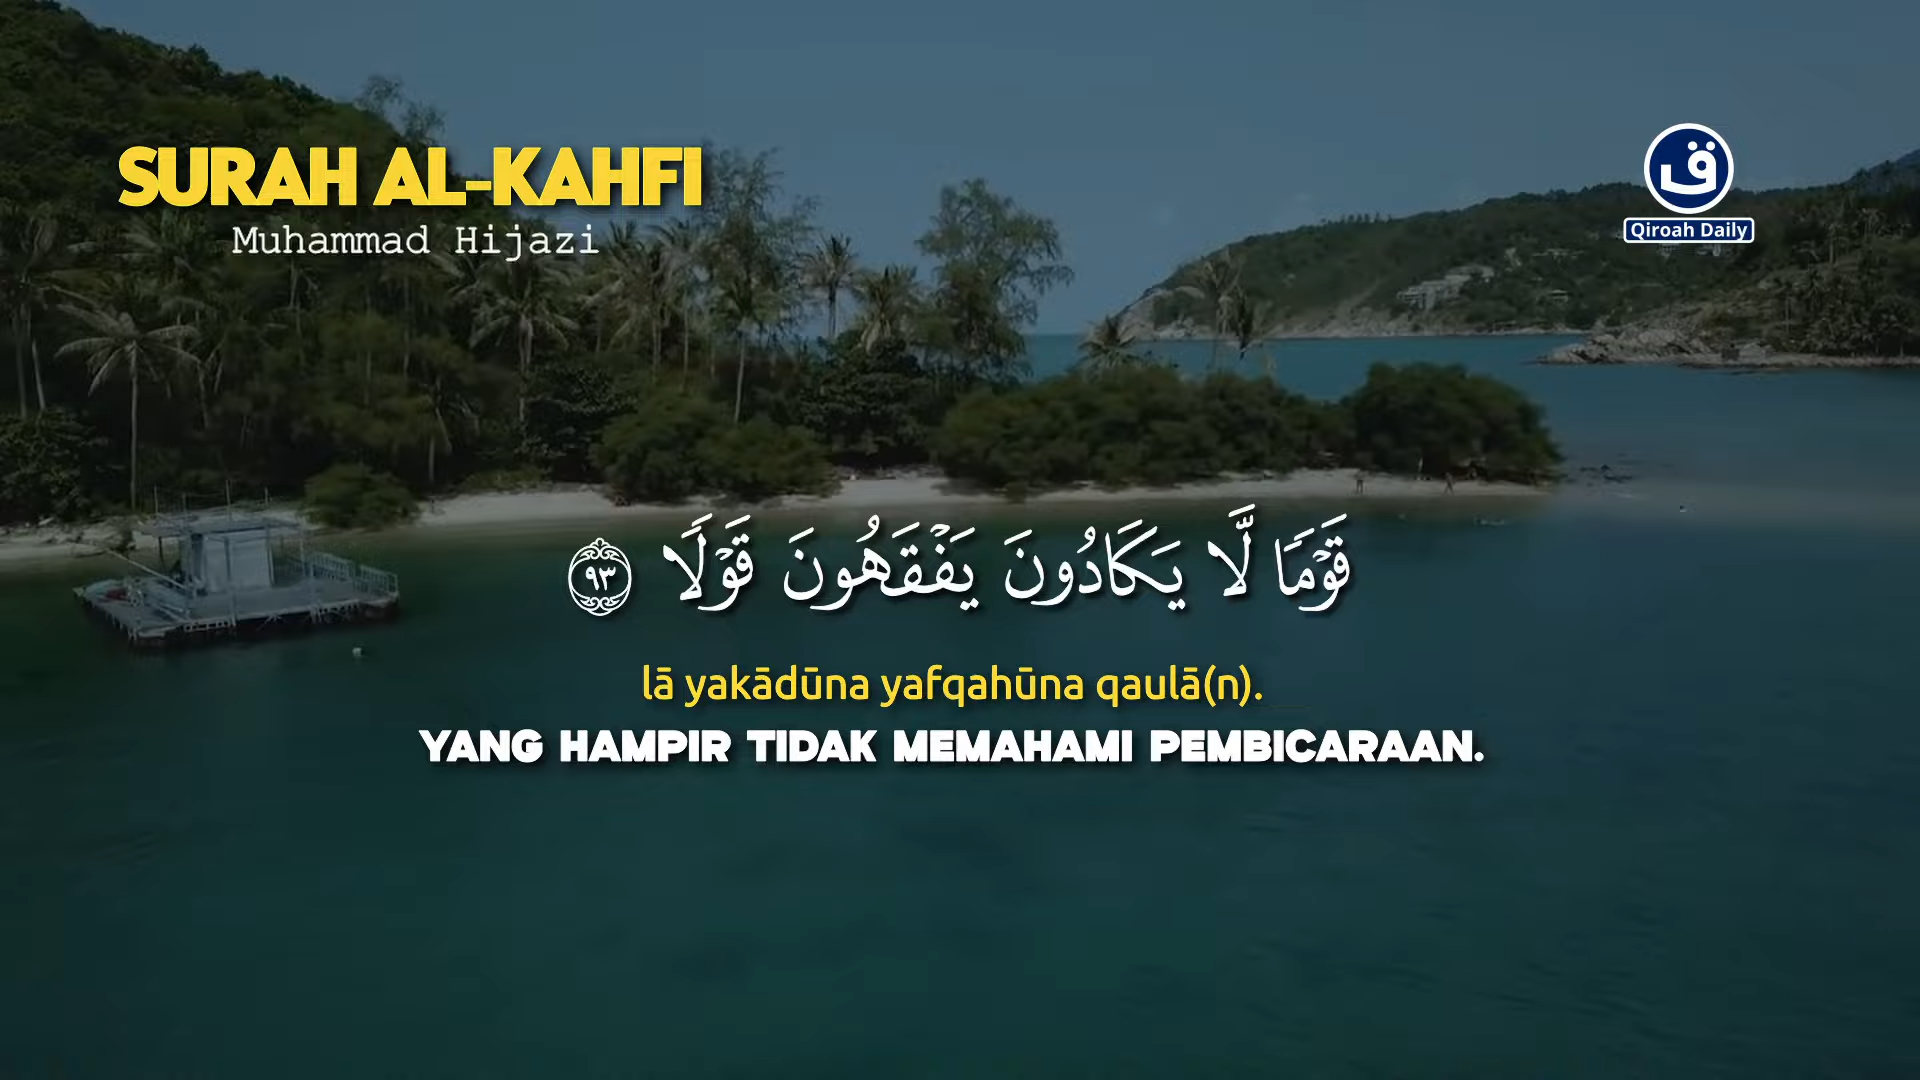 SURAH AL-KAHFI
Muhammad Hijazi
ق
Qiroah Daily
قَوْمًا لَّا يَكَادُونَ يَفْقَهُونَ قَوْلًا ٩٣
lā yakādūna yafqahūna qaulā(n).
YANG HAMPIR TIDAK MEMAHAMI PEMBICARAAN.